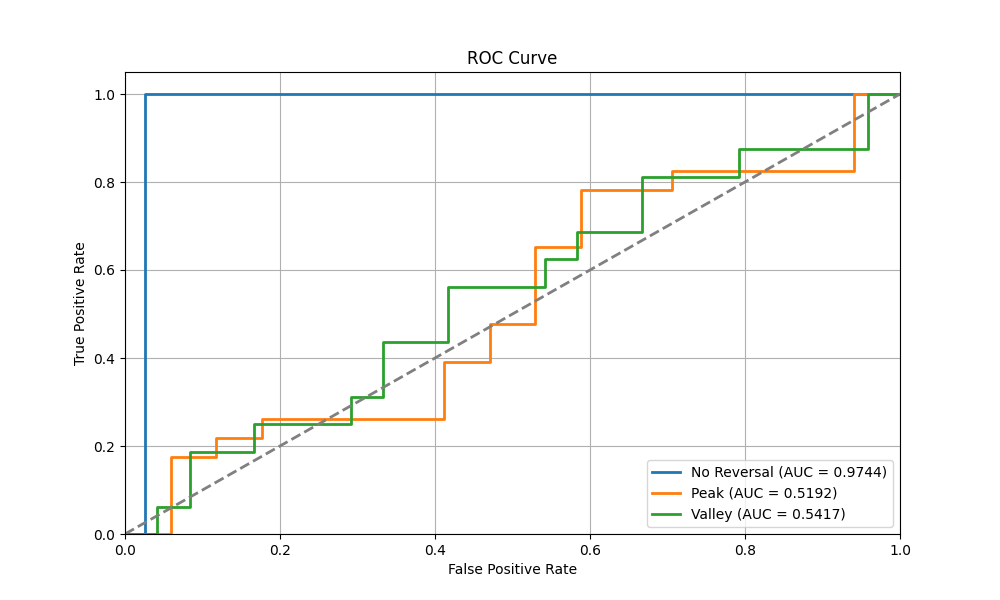 ROC Curve
True Positive Rate
1.0
0.8
0.6
0.4
0.2
0.0
No Reversal (AUC = 0.9744)
Peak (AUC = 0.5192)
Valley (AUC = 0.5417)
0.0 0.2 0.4 0.6 0.8 1.0
False Positive Rate